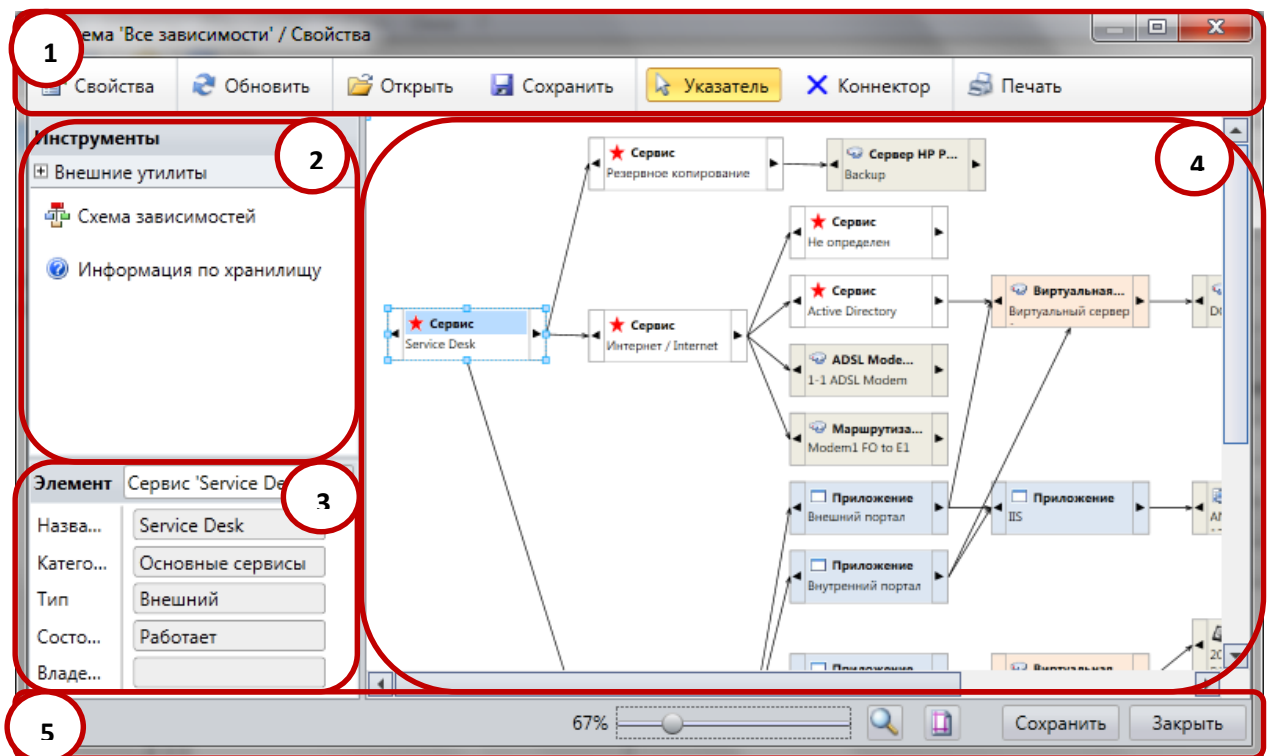 1
ема 'Все зависимости' / Свойства
Свойства Обновить Открыть Сохранить Указатель Коннектор Печать
Инструменты
2
Внешние утилиты
Схема зависимостей
Информация по хранилищу
3
Элемент Сервис 'Service De
Назва... Service Desk
Катего... Основные сервисы
Тип Внешний
Состо... Работает
Владе...
4
Сервис
Резервное копирование
Сервер HP P...
Backup
Сервис
Не определен
Сервис
Active Directory
Виртуальная...
Виртуальный сервер
Сервис
Service Desk
Сервис
Интернет / Internet
ADSL Mode...
1-1 ADSL Modem
Маршрутиза...
Modem1 FO to E1
Приложение
Внешний портал
Приложение
IIS
Приложение
Внутренний портал
Приложение
Виртуальная
5
67%
Сохранить Закрыть